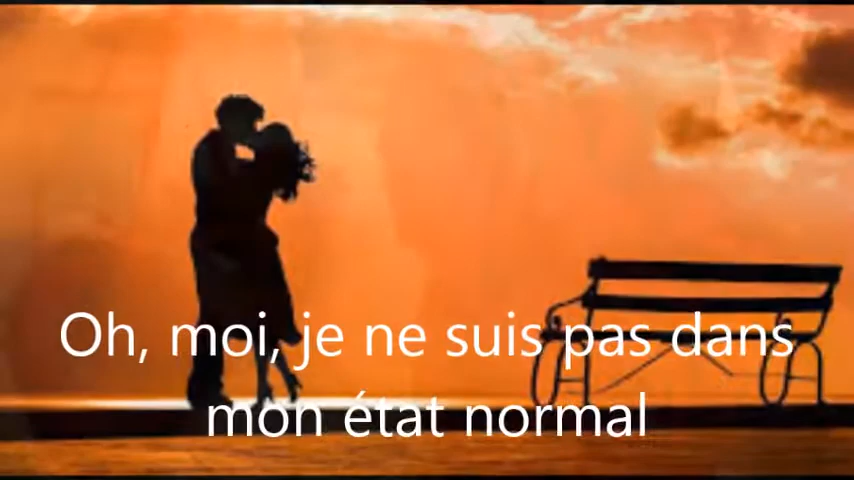 Oh, moi, je ne suis pas dans
mon état normal